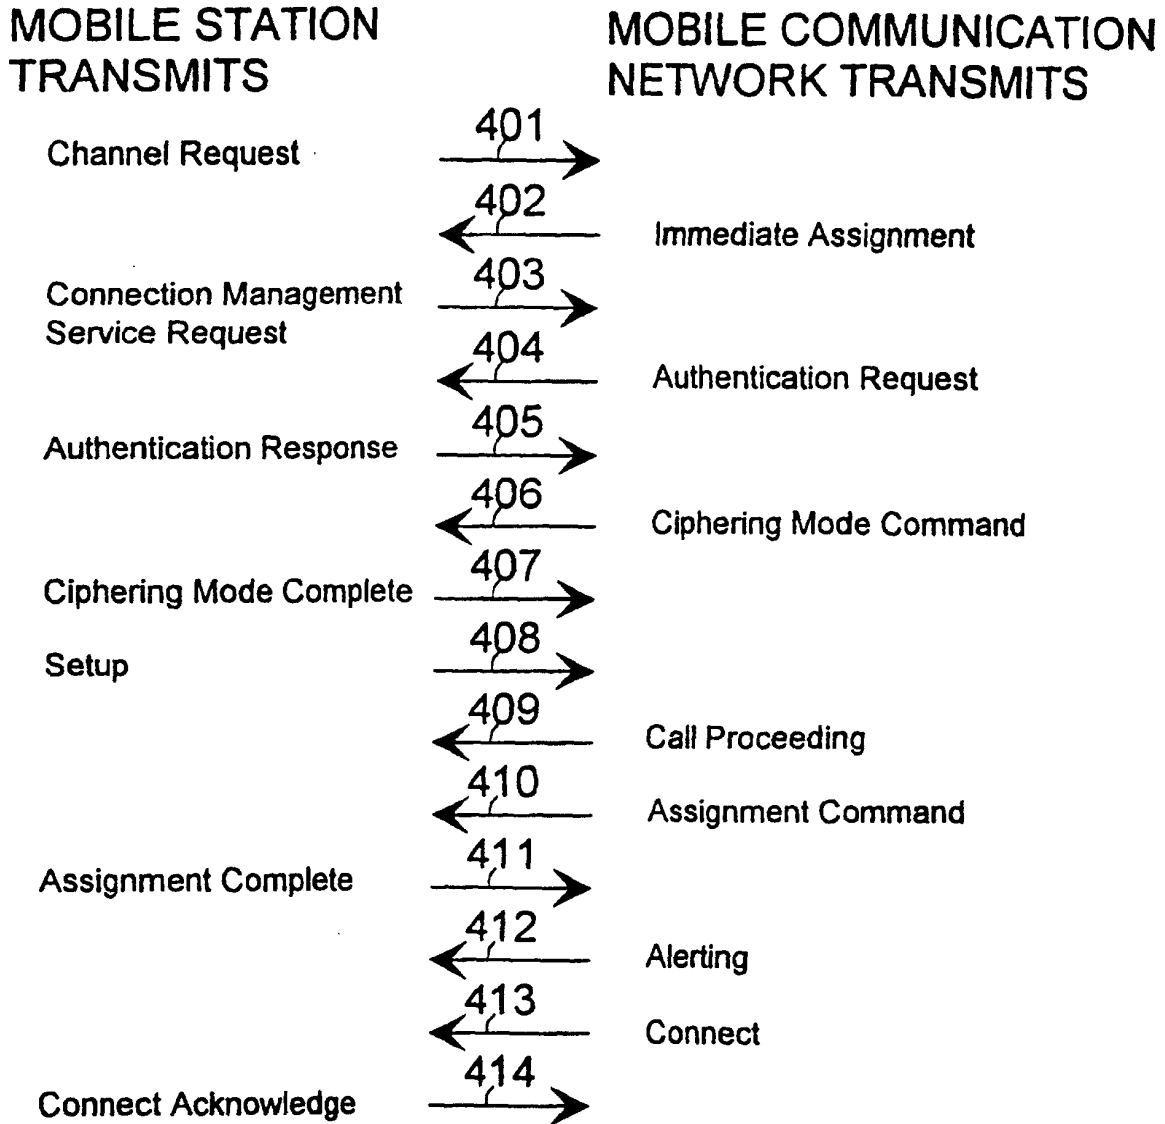 MOBILE STATION
TRANSMITS
MOBILE COMMUNICATION
NETWORK TRANSMITS
401
Channel Request
402
Immediate Assignment
403
Connection Management
Service Request
404
Authentication Request
405
Authentication Response
406
Ciphering Mode Command
407
Ciphering Mode Complete
408
Setup
409
Call Proceeding
410
Assignment Command
411
Assignment Complete
412
Alerting
413
Connect
414
Connect Acknowledge